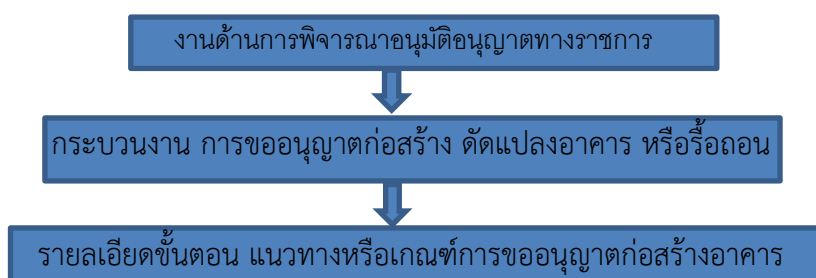 งานด้านการพิจารณาอนุมัติอนุญาตทางราชการ
กระบวนงาน การขออนุญาตก่อสร้าง ดัดแปลงอาคาร หรือรื้อถอน
รายลเอียดขั้นตอน แนวทางหรือเกณฑ์การขออนุญาตก่อสร้างอาคาร